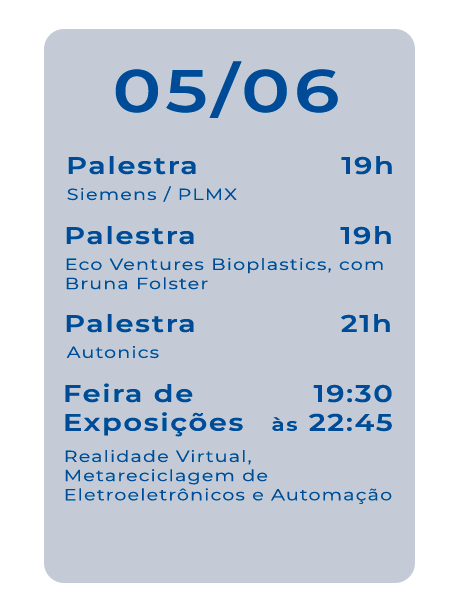 05/06
Palestra 19h
Siemens / PLMX
Palestra 19h
Eco Ventures Bioplastics, com
Bruna Folster
Palestra 21h
Autonics
Feira de 19:30
Exposições às 22:45
Realidade Virtual,
Metareciclagem de
Eletroeletrônicos e Automação